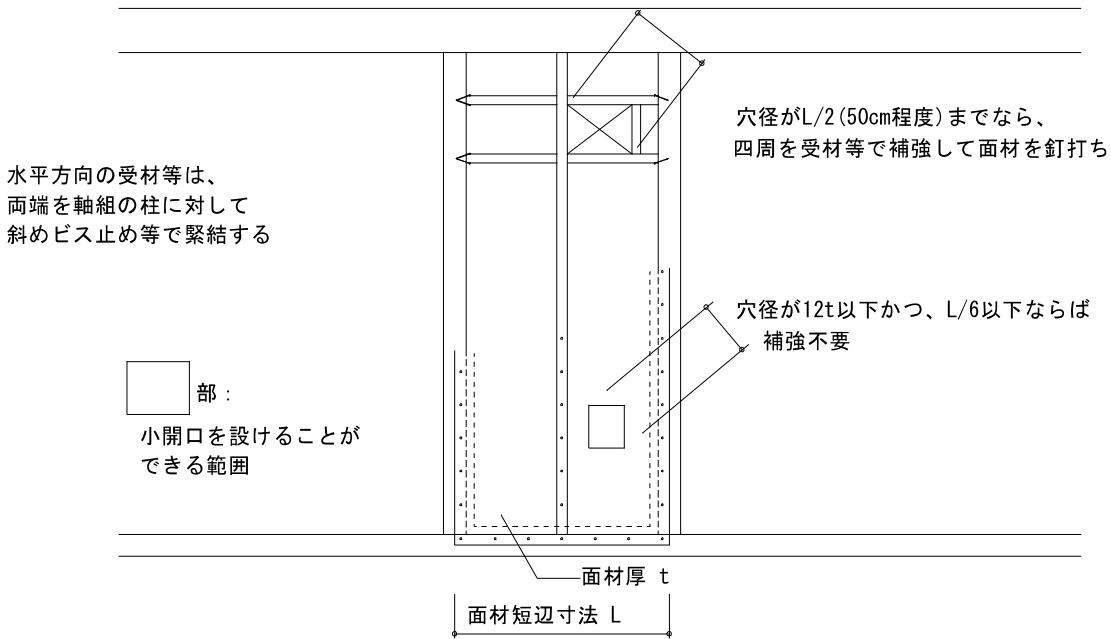 穴径がL/2(50cm程度)までなら、
四周を受材等で補強して面材を釘打ち
水平方向の受材等は、
両端を軸組の柱に対して
斜めビス止め等で緊結する
穴径が12t以下かつ、L/6以下ならば
補強不要
部：
小開口を設けることが
できる範囲
面材厚 t
面材短辺寸法 L